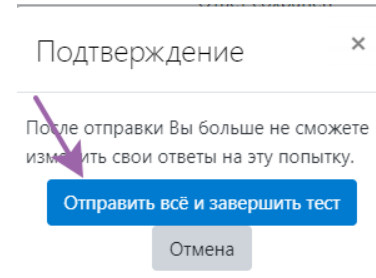 Подтверждение
×
После отправки Вы больше не сможете
изменить свои ответы на эту попытку.
Отправить всё и завершить тест
Отмена